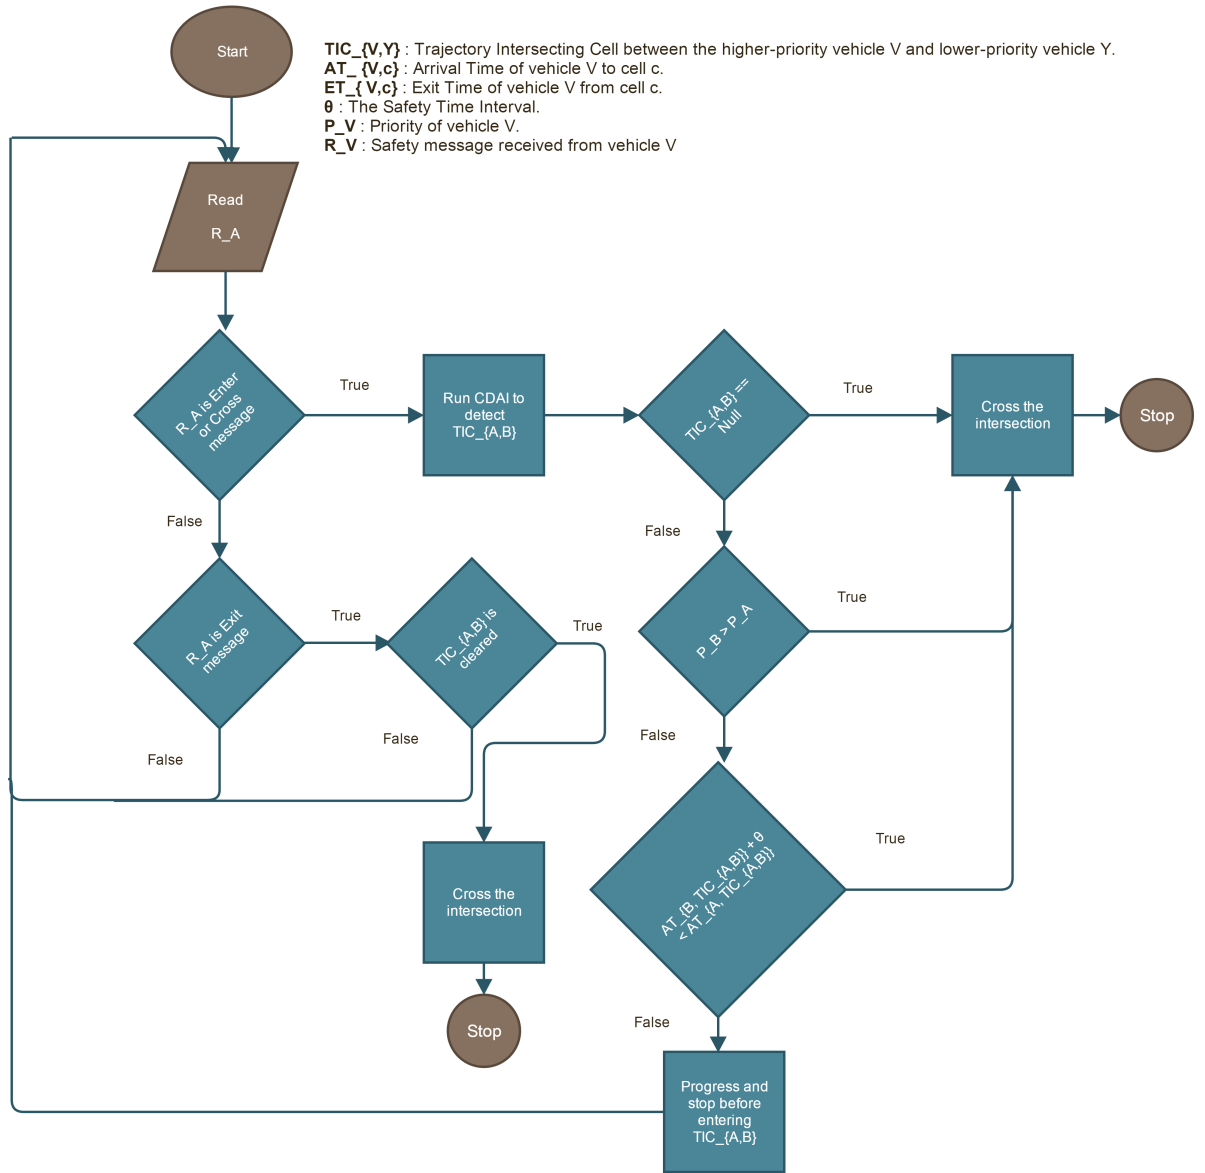 Start
TIC_{V,Y} : Trajectory Intersecting Cell between the higher-priority vehicle V and lower-priority vehicle Y.
AT_ {V,c} : Arrival Time of vehicle V to cell c.
ET_{ V,c} : Exit Time of vehicle V from cell c.
θ : The Safety Time Interval.
P_V : Priority of vehicle V.
R_V : Safety message received from vehicle V
Read
R_A
R_A is Enter
or Cross
message
True
Run CDAI to
detect
TIC_{A,B}
TIC_{A,B} ==
Null
True
Cross the
intersection
Stop
False
False
R_A is Exit
message
True
TIC_{A,B} is
cleared
True
P_B > P_A
True
False
False
False
AT_{B, TIC_{A,B}} + θ
< AT_{A, TIC_{A,B}}
True
Cross the
intersection
Stop
False
Progress and
stop before
entering
TIC_{A,B}